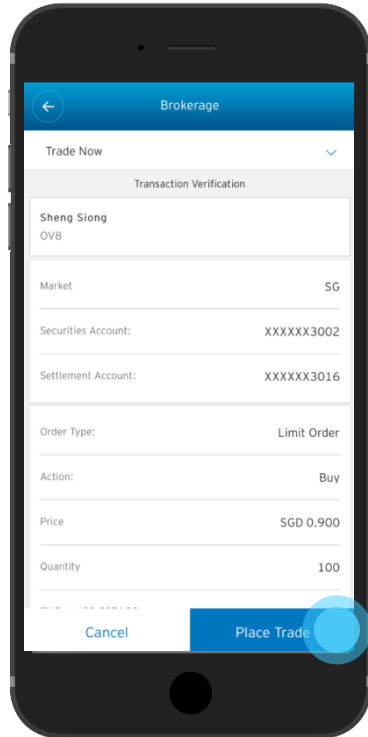 Brokerage
Trade Now
Transaction Verification
Sheng Siong
OV8
Market SG
Securities Account: XXXXXX3002
Settlement Account: XXXXXX3016
Order Type: Limit Order
Action: Buy
Price SGD 0.900
Quantity 100
Cancel Place Trade